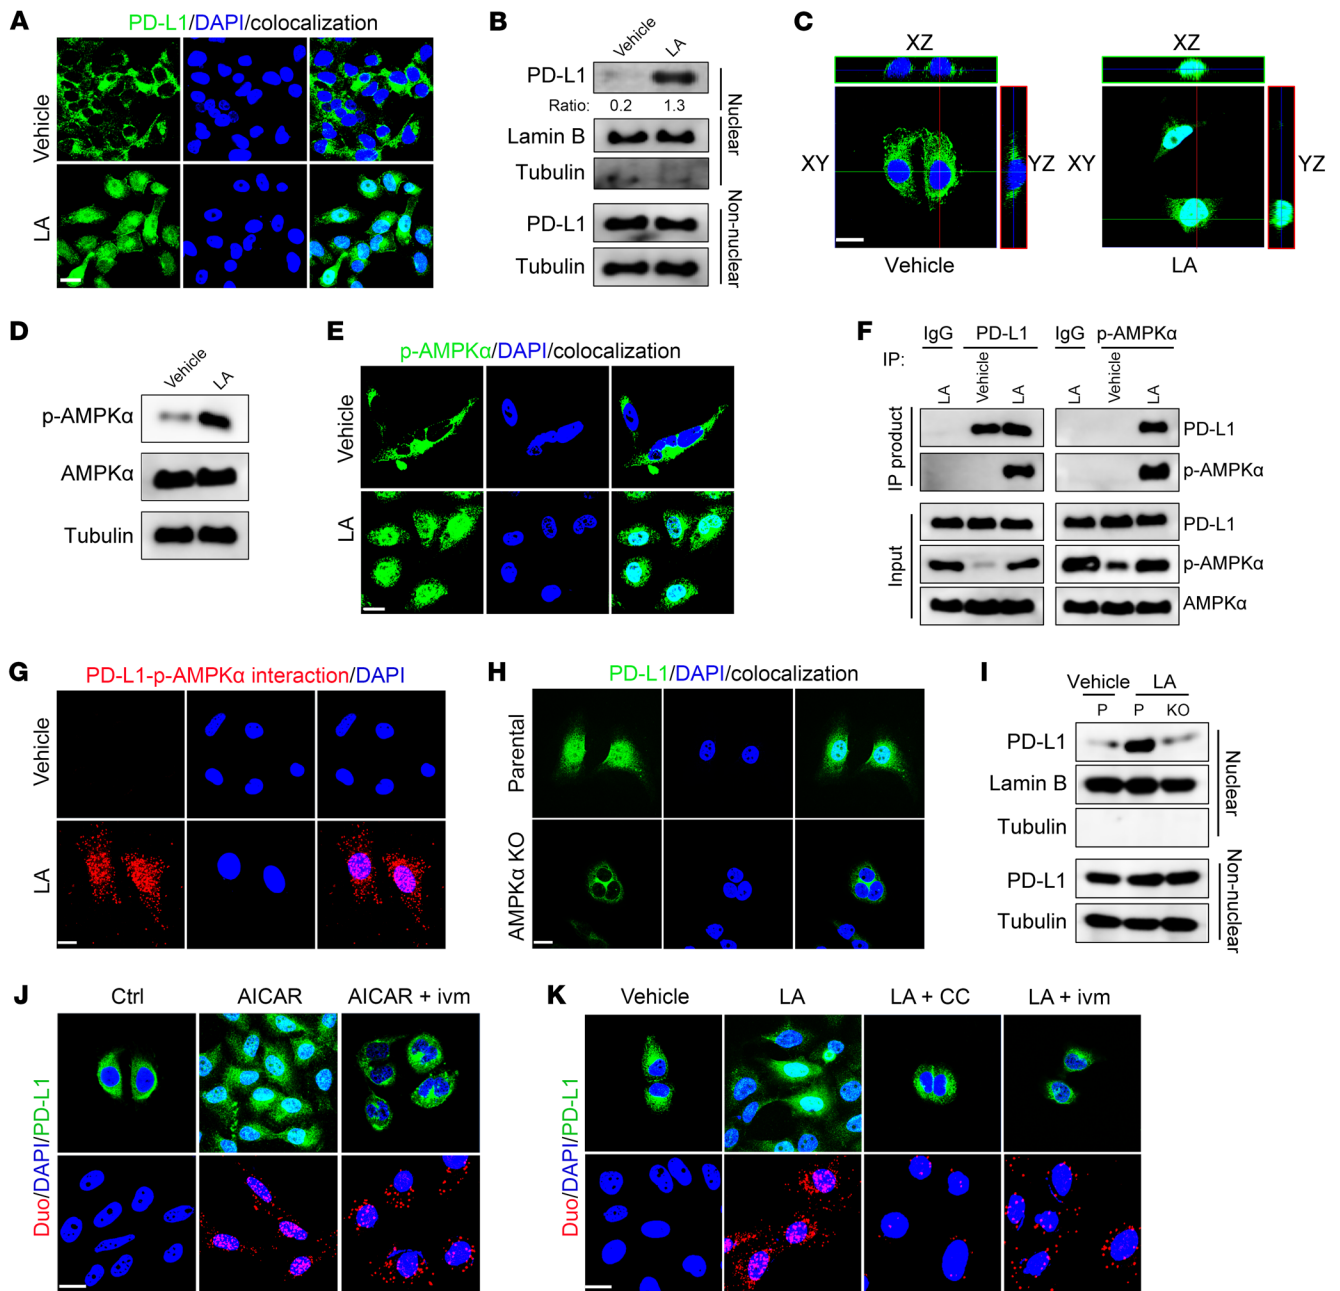 A
PD-L1/DAPI/colocalization
Vehicle
LA
B
Vehicle
LA
PD-L1
Ratio: 0.2 1.3
Lamin B
Tubulin
Nuclear
PD-L1
Tubulin
Non-nuclear
C
XZ
XY
YZ
Vehicle
XZ
XY
YZ
LA
D
Vehicle
LA
p-AMPKα
AMPKα
Tubulin
E
p-AMPKα/DAPI/colocalization
Vehicle
LA
F
IgG PD-L1 IgG p-AMPKα
IP:
LA Vehicle LA LA Vehicle LA
IP product
PD-L1
p-AMPKα
Input
PD-L1
p-AMPKα
AMPKα
G
PD-L1-p-AMPKα interaction/DAPI
Vehicle
LA
H
PD-L1/DAPI/colocalization
Parental
AMPKα KO
I
Vehicle LA
P P KO
PD-L1
Lamin B
Tubulin
Nuclear
PD-L1
Tubulin
Non-nuclear
J
Ctrl AICAR AICAR + ivm
Duo/DAPI/PD-L1
K
Vehicle LA LA + CC LA + ivm
Duo/DAPI/PD-L1